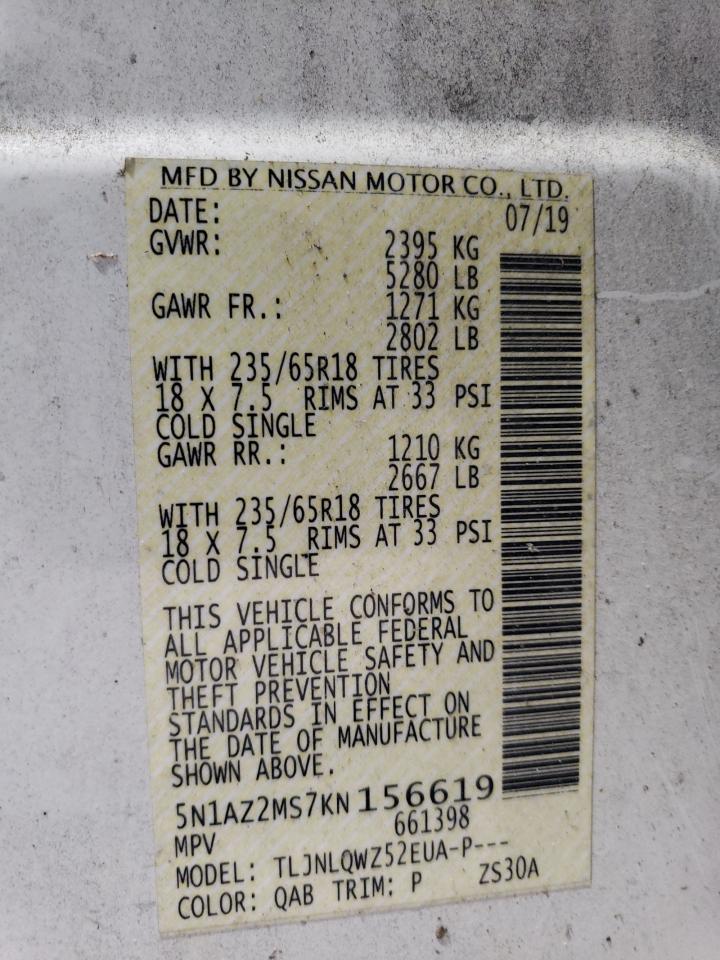 MFD BY NISSAN MOTOR CO., LTD.
DATE: 07/19
GVWR: 2395 KG
5280 LB
GAWR FR.: 1271 KG
2802 LB
WITH 235/65R18 TIRES
18 X 7.5 RIMS AT 33 PSI
COLD SINGLE
GAWR RR.: 1210 KG
2667 LB
WITH 235/65R18 TIRES
18 X 7.5 RIMS AT 33 PSI
COLD SINGLE
THIS VEHICLE CONFORMS TO
ALL APPLICABLE FEDERAL
MOTOR VEHICLE SAFETY AND
THEFT PREVENTION
STANDARDS IN EFFECT ON
THE DATE OF MANUFACTURE
SHOWN ABOVE.
5N1AZ2MS7KN156619
MPV 661398
MODEL: TLJNLQWZ52EUA-P---
COLOR: QAB TRIM: P ZS30A